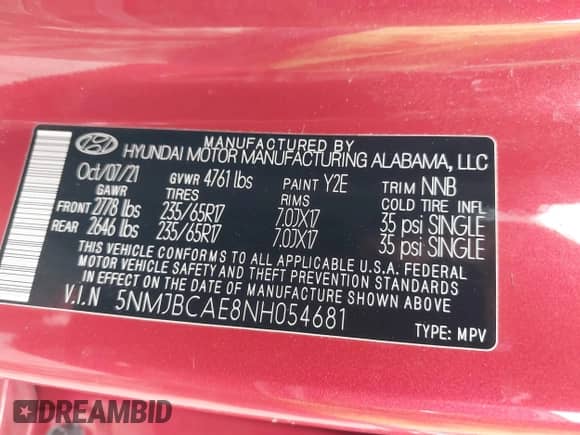 MANUFACTURED BY
HYUNDAI MOTOR MANUFACTURING ALABAMA, LLC
Oct/07/21 GVWR 4761 lbs PAINT Y2E TRIM NNB
GAWR TIRES RIMS COLD TIRE INFL
FRONT 2778 lbs 235/65R17 7.0JX17 35 psi SINGLE
REAR 2646 lbs 235/65R17 7.0JX17 35 psi SINGLE
THIS VEHICLE CONFORMS TO ALL APPLICABLE U.S.A. FEDERAL
MOTOR VEHICLE SAFETY AND THEFT PREVENTION STANDARDS
IN EFFECT ON THE DATE OF MANUFACTURE SHOWN ABOVE.
V.I.N 5NMJBCAE8NH054681
TYPE: MPV
DREAMBID